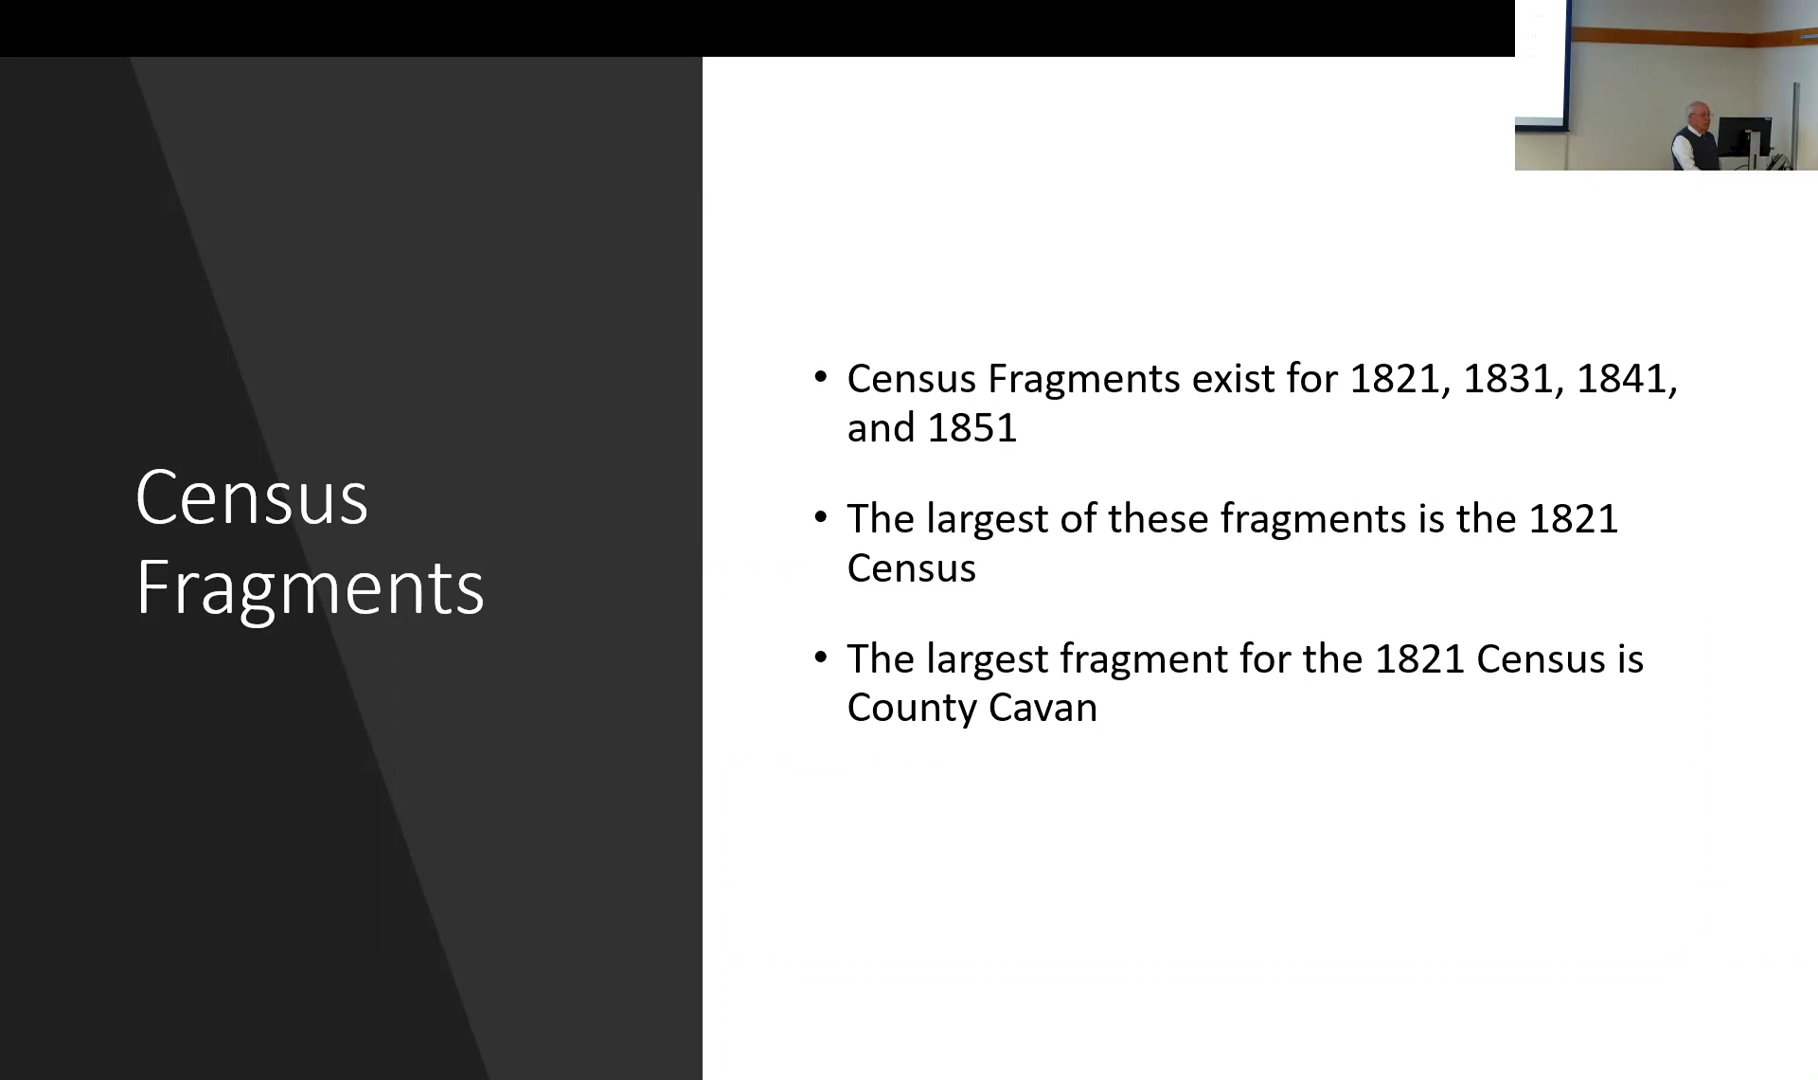 Census
Fragments
• Census Fragments exist for 1821, 1831, 1841,
and 1851
• The largest of these fragments is the 1821
Census
• The largest fragment for the 1821 Census is
County Cavan